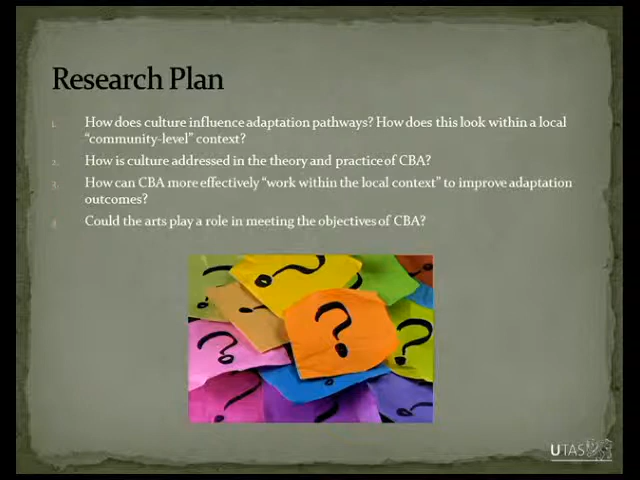 Research Plan
1. How does culture influence adaptation pathways? How does this look within a local
“community-level” context?
2. How is culture addressed in the theory and practice of CBA?
3. How can CBA more effectively “work within the local context” to improve adaptation
outcomes?
4. Could the arts play a role in meeting the objectives of CBA?
? ? ? ? ? ? ? ?
UTAS